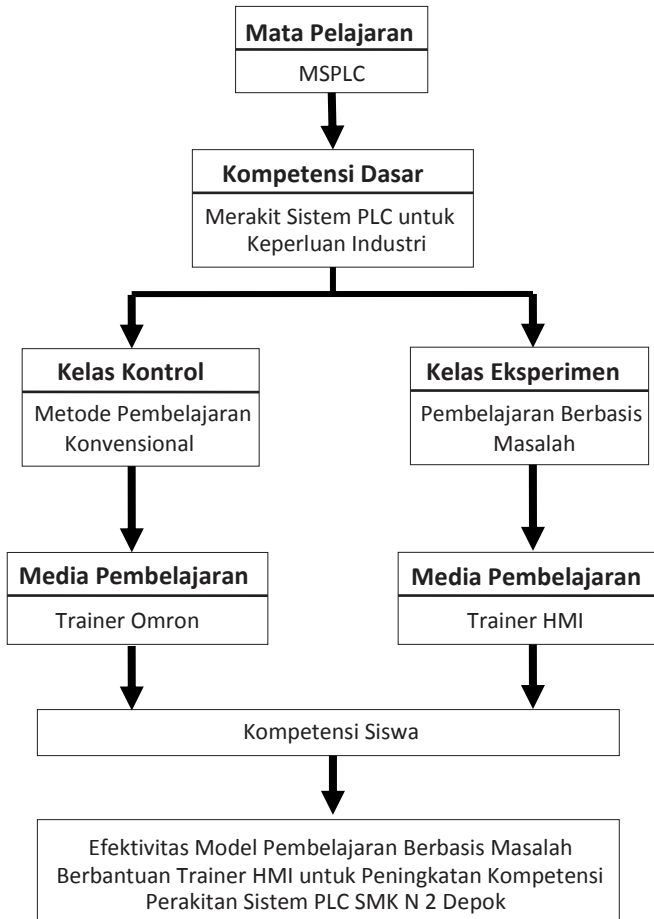 Mata Pelajaran
MSPLC
Kompetensi Dasar
Merakit Sistem PLC untuk
Keperluan Industri
Kelas Kontrol
Metode Pembelajaran
Konvensional
Kelas Eksperimen
Pembelajaran Berbasis
Masalah
Media Pembelajaran
Trainer Omron
Media Pembelajaran
Trainer HMI
Kompetensi Siswa
Efektivitas Model Pembelajaran Berbasis Masalah
Berbantuan Trainer HMI untuk Peningkatan Kompetensi
Perakitan Sistem PLC SMK N 2 Depok